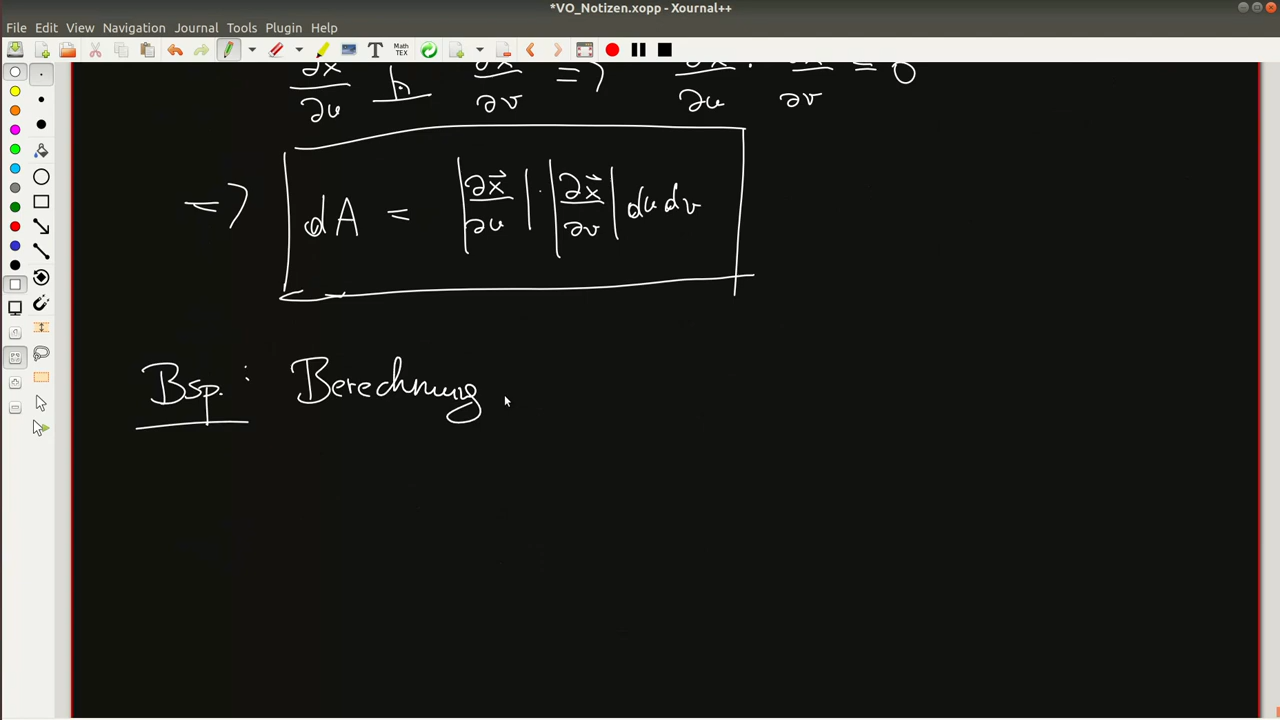 *VO_Notizen.xopp - Xournal++
File Edit View Navigation Journal Tools Plugin Help
∂x/∂u ⊥ ∂x/∂v => ∂x/∂u · ∂x/∂v = 0
=> dA = |∂x⃗/∂u| · |∂x⃗/∂v| du dv
Bsp.: Berechnung